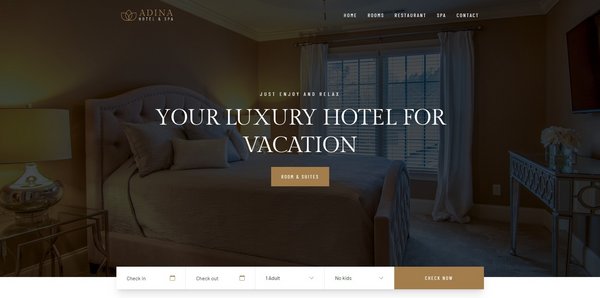 ADINA
HOTEL & SPA
HOME ROOMS RESTAURANT SPA CONTACT
JUST ENJOY AND RELAX
YOUR LUXURY HOTEL FOR
VACATION
ROOM & SUITES
Check in Check out 1 Adult No kids CHECK NOW